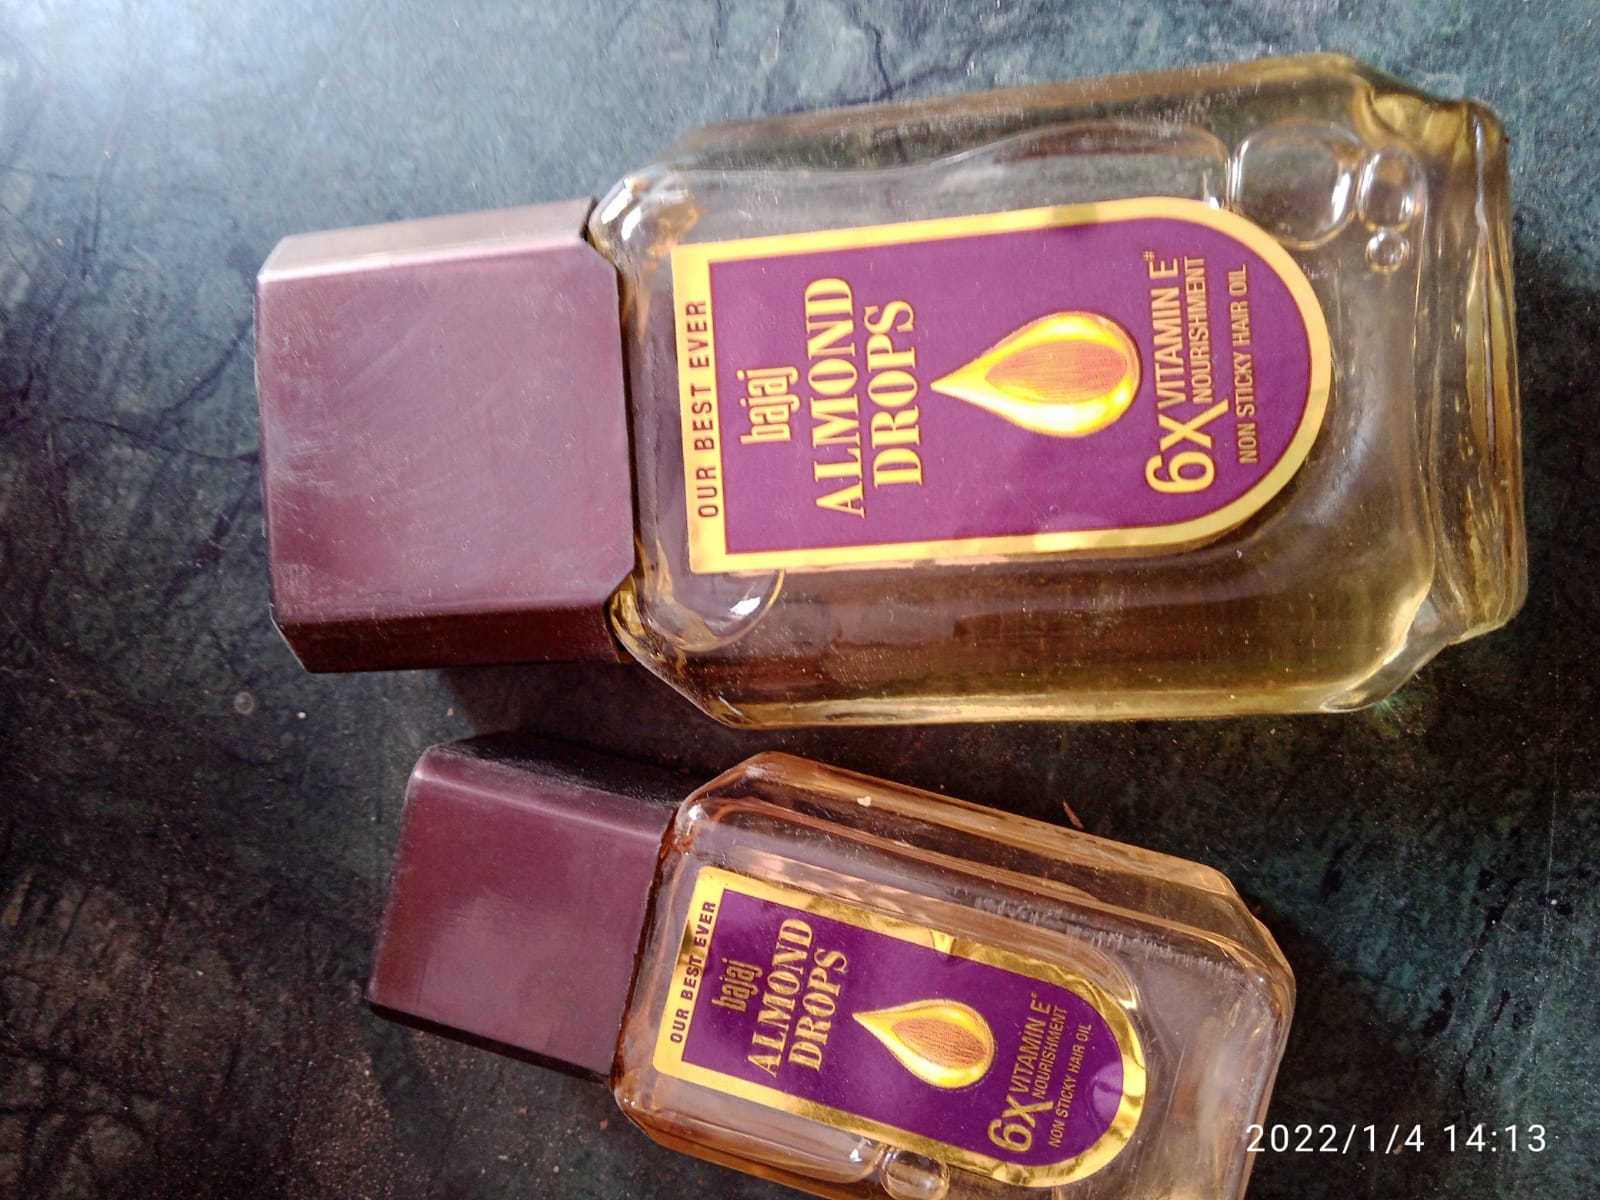 OUR BEST EVER
bajaj
ALMOND
DROPS
6X VITAMIN E#
NOURISHMENT
NON STICKY HAIR OIL
OUR BEST EVER
bajaj
ALMOND
DROPS
6X VITAMIN E#
NOURISHMENT
NON STICKY HAIR OIL
2022/1/4 14:13